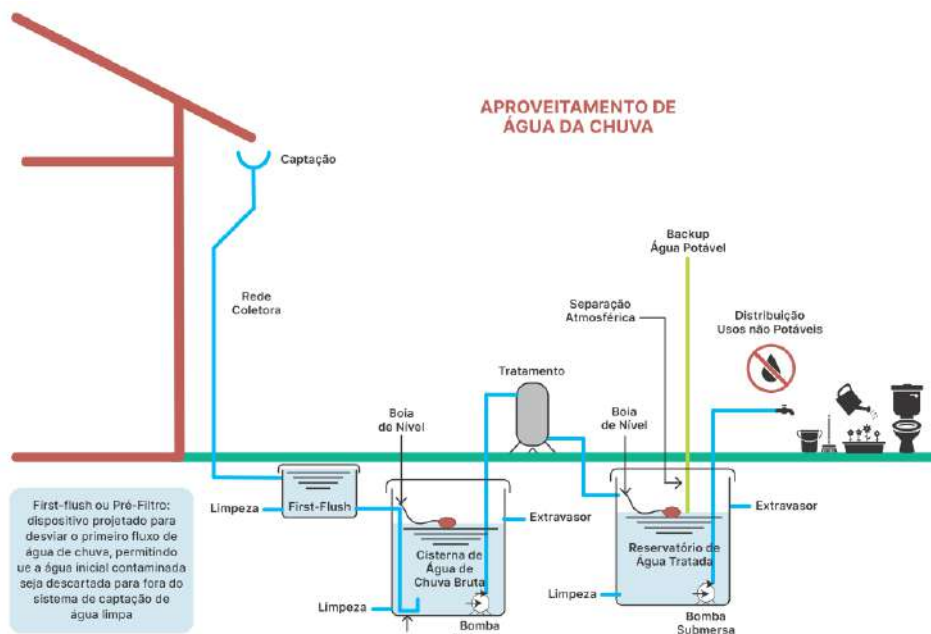 APROVEITAMENTO DE
ÁGUA DA CHUVA
Captação
Rede
Coletora
Backup
Água Potável
Separação
Atmosférica
Distribuição
Usos não Potáveis
Tratamento
Boia
de Nível
Boia
de Nível
First-flush ou Pré-Filtro:
dispositivo projetado para
desviar o primeiro fluxo de
água de chuva, permitindo
ue a água inicial contaminada
seja descartada para fora do
sistema de captação de
água limpa
Limpeza
First-Flush
Extravasor
Cisterna de
Água de
Chuva Bruta
Limpeza
Bomba
Extravasor
Reservatório de
Água Tratada
Limpeza
Bomba
Submersa